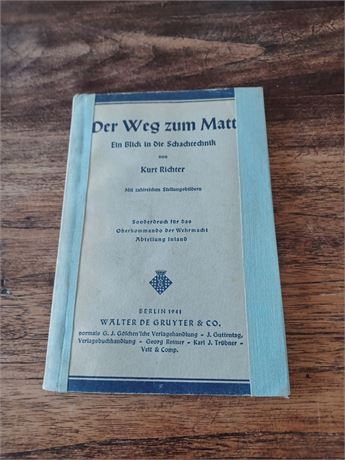 Der Weg zum Matt
Ein Blick in die Schachtechnik
von
Kurt Richter
Mit zahlreichen Stellungsbildern
Sonderdruck für das
Oberkommando der Wehrmacht
Abteilung Inland
BERLIN 1941
WALTER DE GRUYTER & CO.
vormals G. J. Göschen'sche Verlagshandlung - J. Guttentag,
Verlagsbuchhandlung - Georg Reimer - Karl J. Trübner -
Veit & Comp.